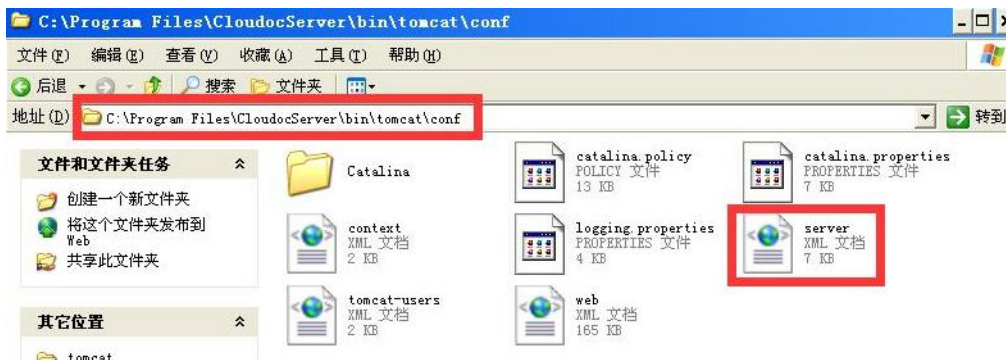 C:\Program Files\CloudocServer\bin\tomcat\conf
文件(F) 编辑(E) 查看(V) 收藏(A) 工具(T) 帮助(H)
后退 搜索 文件夹
地址(D) C:\Program Files\CloudocServer\bin\tomcat\conf 转到
文件和文件夹任务
创建一个新文件夹
将这个文件夹发布到
Web
共享此文件夹
其它位置
tomcat
Catalina
catalina.policy
POLICY 文件
13 KB
catalina.properties
PROPERTIES 文件
7 KB
context
XML 文档
2 KB
logging.properties
PROPERTIES 文件
4 KB
server
XML 文档
7 KB
tomcat-users
XML 文档
2 KB
web
XML 文档
165 KB